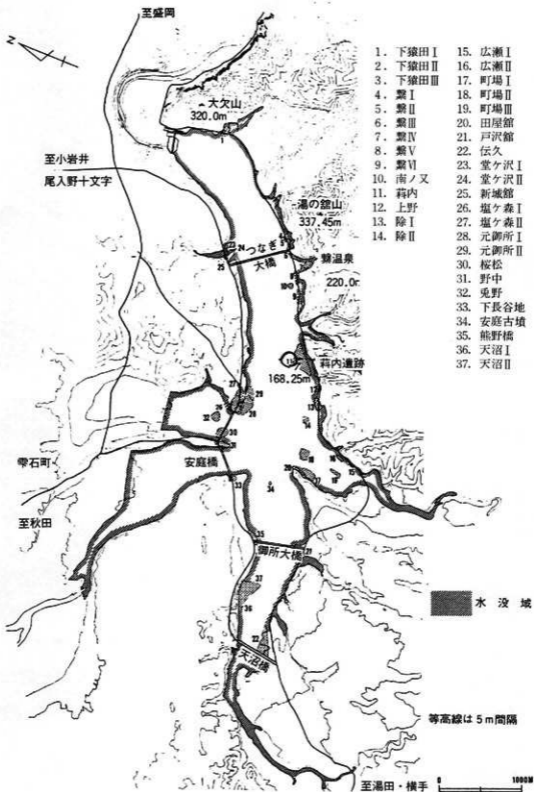 至盛岡
N
大欠山
320.0m
至小岩井
尾入野十文字
湯の舘山
337.45m
つなぎ
大橋
繋温泉
220.0m
萪内遺跡
168.25m
雫石町
安庭橋
至秋田
御所大橋
天沼橋
水没域
等高線は5m間隔
至湯田・横手
0 1000M
1. 下猿田Ⅰ
2. 下猿田Ⅱ
3. 下猿田Ⅲ
4. 繋Ⅰ
5. 繋Ⅱ
6. 繋Ⅲ
7. 繋Ⅳ
8. 繋Ⅴ
9. 繋Ⅵ
10. 南ノ又
11. 萪内
12. 上野
13. 除Ⅰ
14. 除Ⅱ
15. 広瀬Ⅰ
16. 広瀬Ⅱ
17. 町場Ⅰ
18. 町場Ⅱ
19. 町場Ⅲ
20. 田屋館
21. 戸沢館
22. 伝久
23. 堂ケ沢Ⅰ
24. 堂ケ沢Ⅱ
25. 新城館
26. 塩ケ森Ⅰ
27. 塩ケ森Ⅱ
28. 元御所Ⅰ
29. 元御所Ⅱ
30. 桜松
31. 野中
32. 兎野
33. 下長谷地
34. 安庭古墳
35. 熊野橋
36. 天沼Ⅰ
37. 天沼Ⅱ